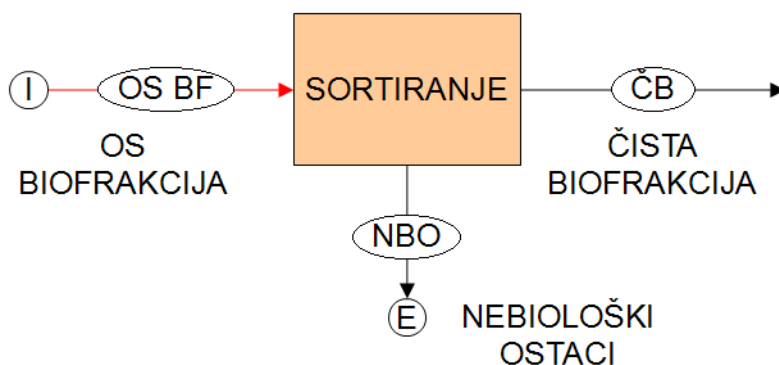 I
OS BF
SORTIRANJE
ČB
OS
BIOFRAKCIJA
ČISTA
BIOFRAKCIJA
NBO
E
NEBIOLOŠKI
OSTACI